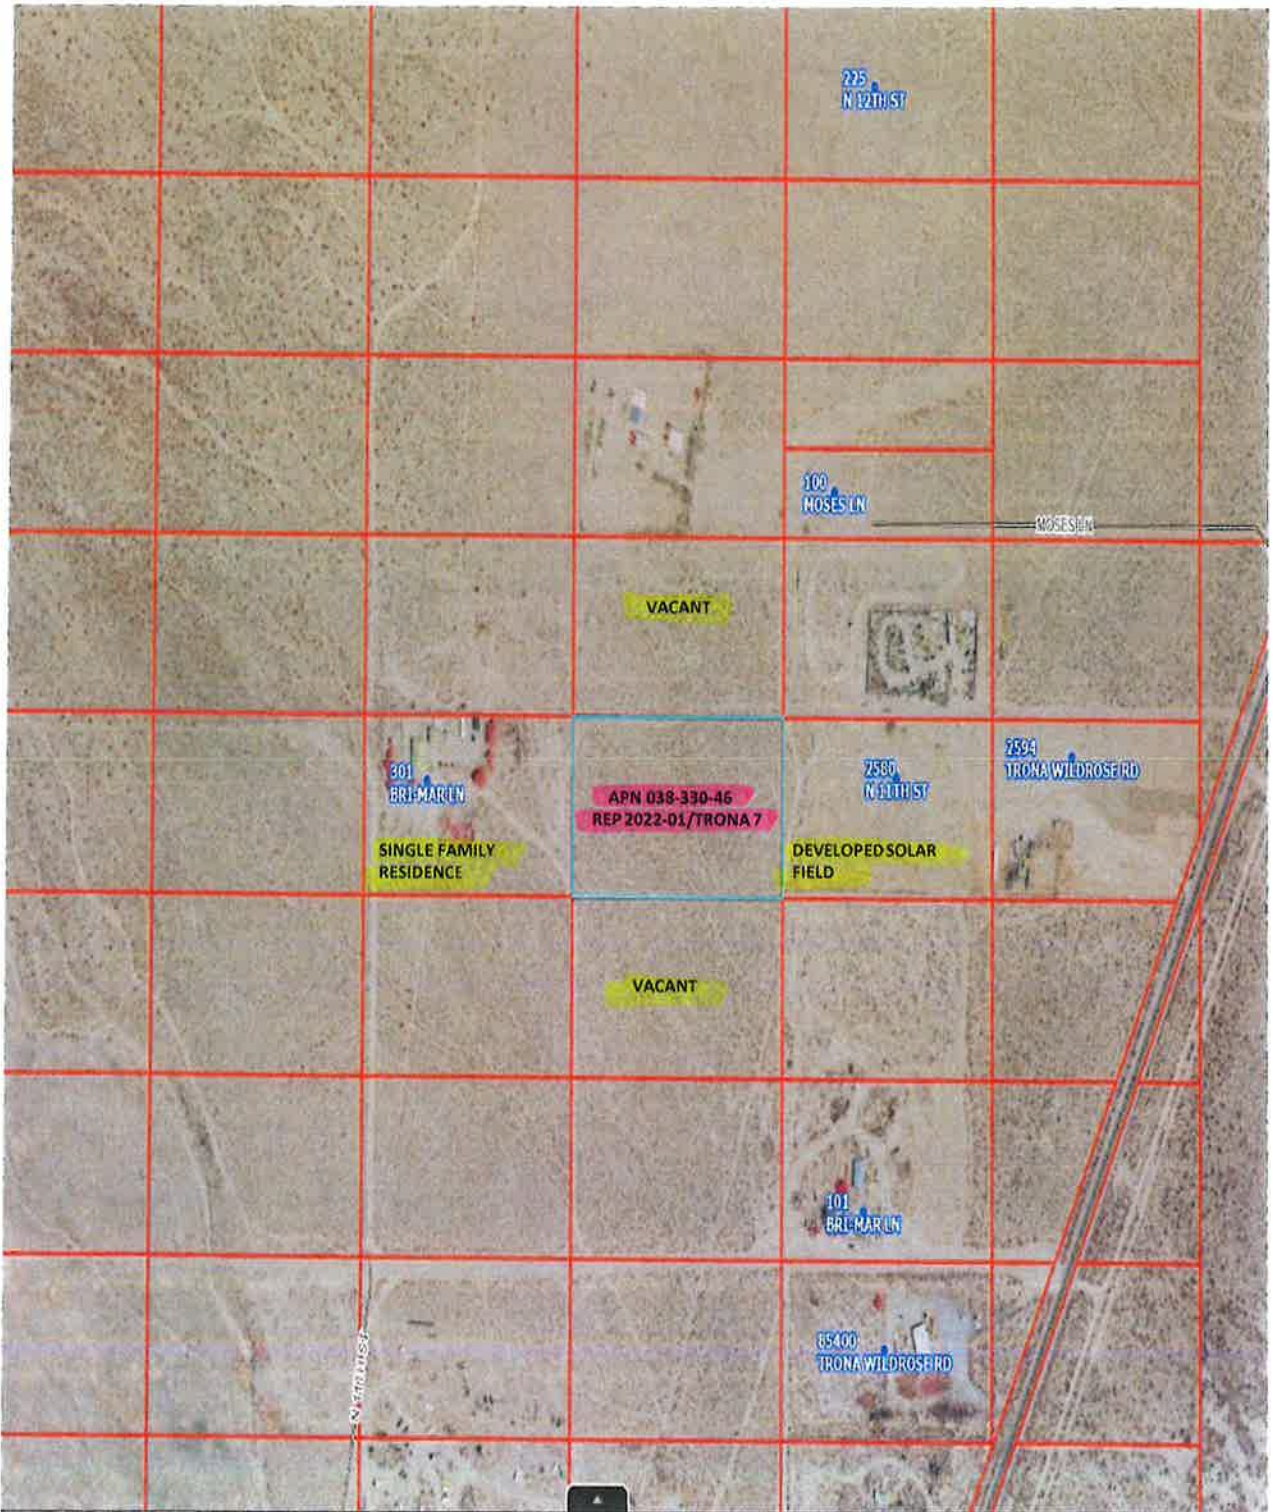 225
N 12TH ST
100
MOSES LN
MOSES LN
VACANT
301
BRI-MAR LN
APN 038-330-46
REP 2022-01/TRONA 7
2580
N 11TH ST
2594
TRONA WILDROSE RD
SINGLE FAMILY
RESIDENCE
DEVELOPED SOLAR
FIELD
VACANT
101
BRI-MAR LN
85400
TRONA WILDROSE RD